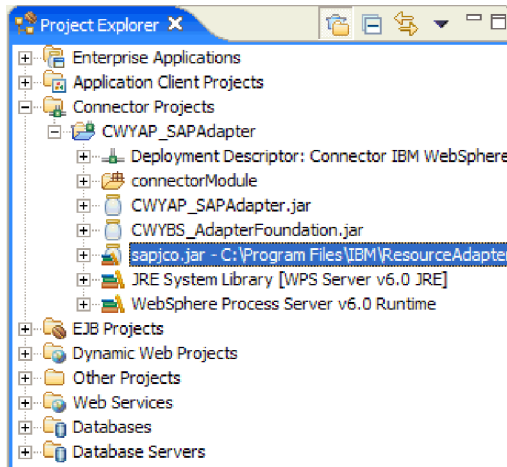 Project Explorer
Enterprise Applications
Application Client Projects
Connector Projects
CWYAP_SAPAdapter
Deployment Descriptor: Connector IBM WebSphere
connectorModule
CWYAP_SAPAdapter.jar
CWYBS_AdapterFoundation.jar
sapjco.jar - C:\Program Files\IBM\ResourceAdapter
JRE System Library [WPS Server v6.0 JRE]
WebSphere Process Server v6.0 Runtime
EJB Projects
Dynamic Web Projects
Other Projects
Web Services
Databases
Database Servers